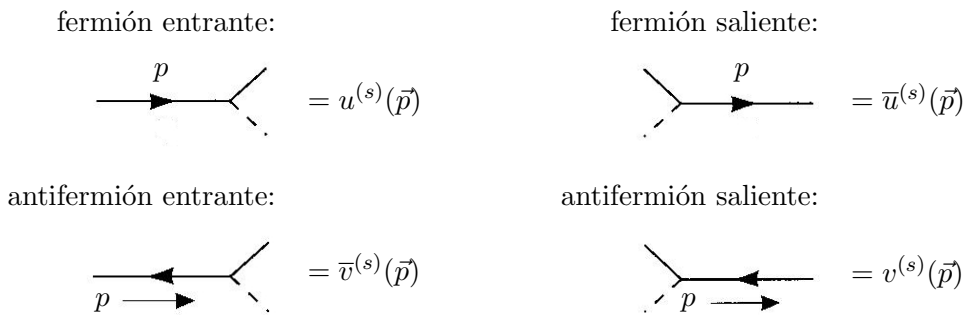 fermión entrante:
fermión saliente:
p
= u^{(s)}(\vec{p})
p
= \overline{u}^{(s)}(\vec{p})
antifermión entrante:
antifermión saliente:
p
= \overline{v}^{(s)}(\vec{p})
p
= v^{(s)}(\vec{p})